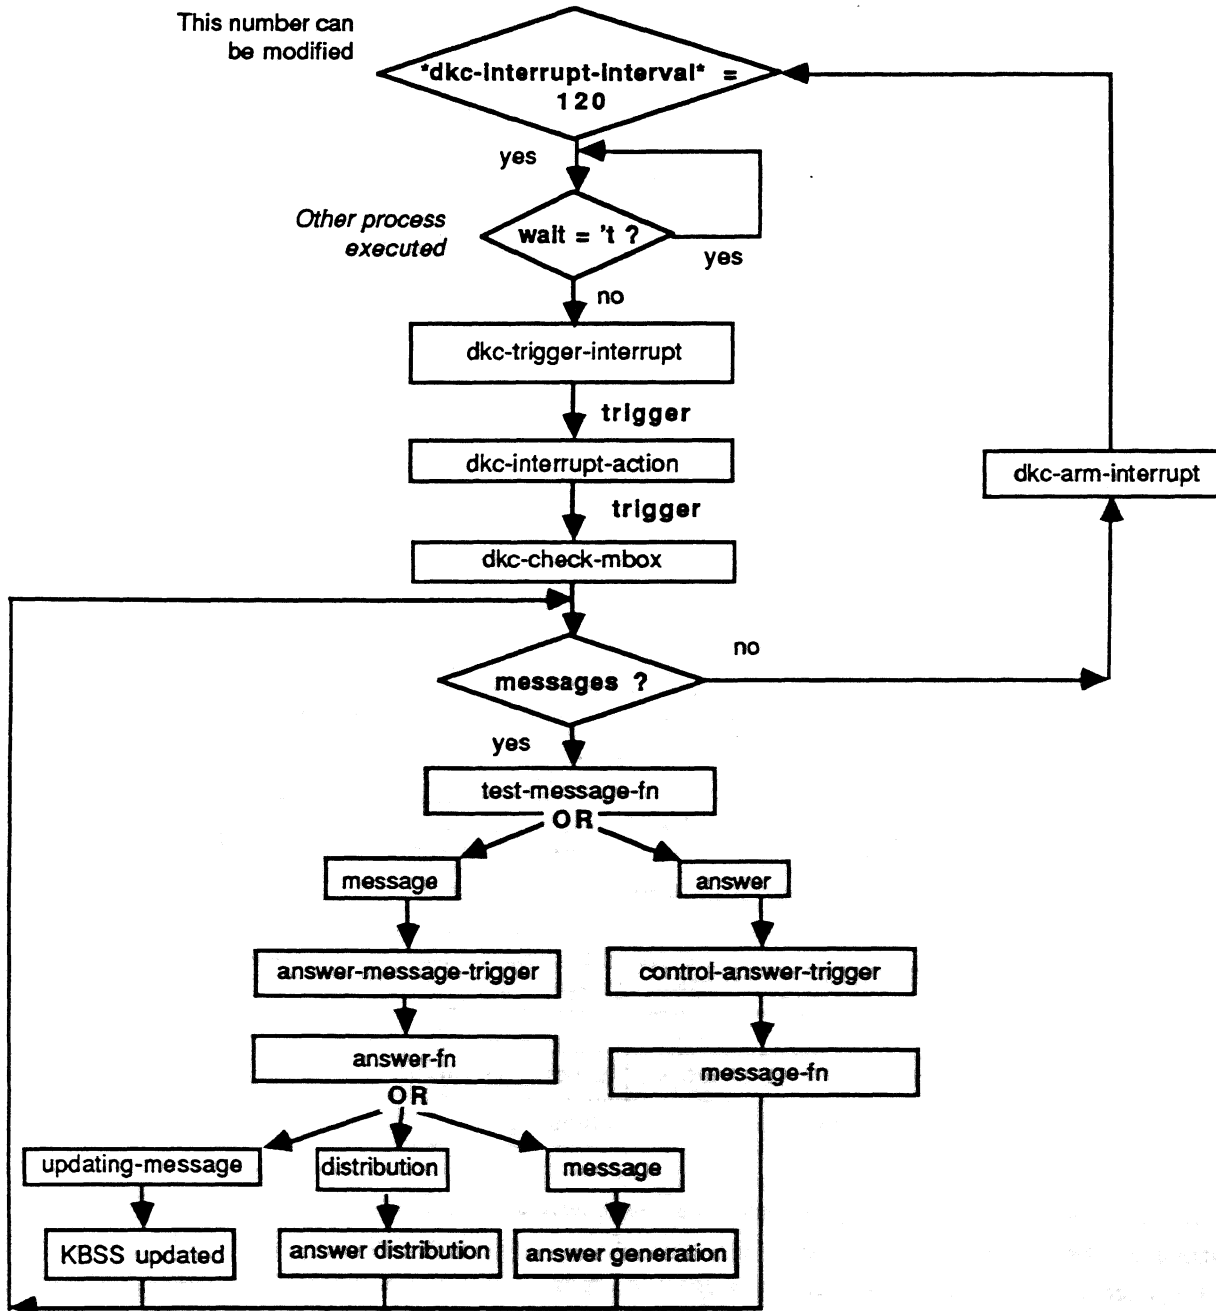 This number can
be modified
*dkc-interrupt-interval* =
120
yes
Other process
executed
wait = 't ?
yes
no
dkc-trigger-interrupt
trigger
dkc-interrupt-action
dkc-arm-interrupt
trigger
dkc-check-mbox
no
messages ?
yes
test-message-fn
OR
message
answer
answer-message-trigger
control-answer-trigger
answer-fn
message-fn
OR
updating-message
distribution
message
KBSS updated
answer distribution
answer generation